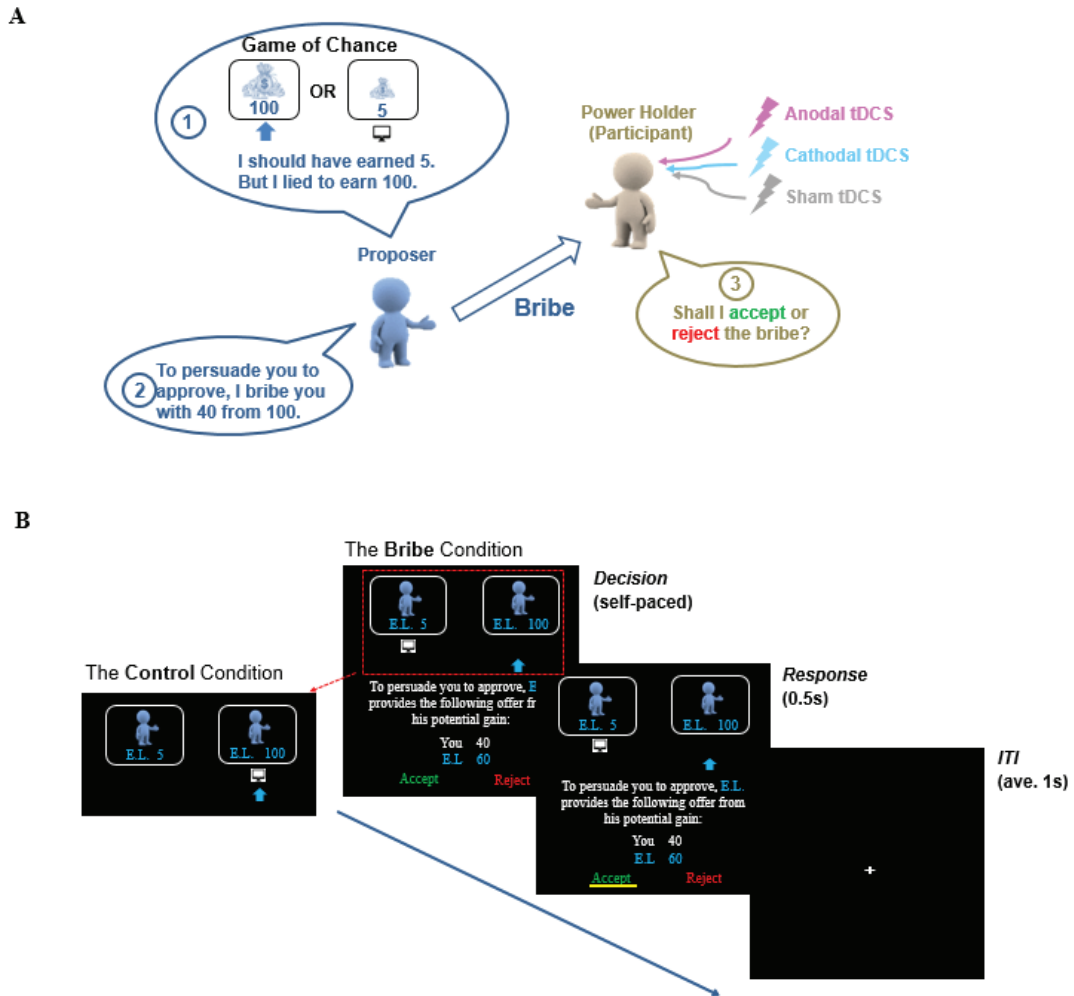 A
Game of Chance
100
OR
5
1
I should have earned 5.
But I lied to earn 100.
Proposer
2
To persuade you to
approve, I bribe you
with 40 from 100.
Bribe
Power Holder
(Participant)
Anodal tDCS
Cathodal tDCS
Sham tDCS
3
Shall I accept or
reject the bribe?
B
The Control Condition
E.L. 5
E.L. 100
The Bribe Condition
E.L. 5
E.L. 100
To persuade you to approve, E
provides the following offer fr
his potential gain:
You 40
E.L 60
Accept
Reject
Decision
(self-paced)
E.L. 5
E.L. 100
To persuade you to approve, E.L.
provides the following offer from
his potential gain:
You 40
E.L 60
Accept
Reject
Response
(0.5s)
ITI
(ave. 1s)
+